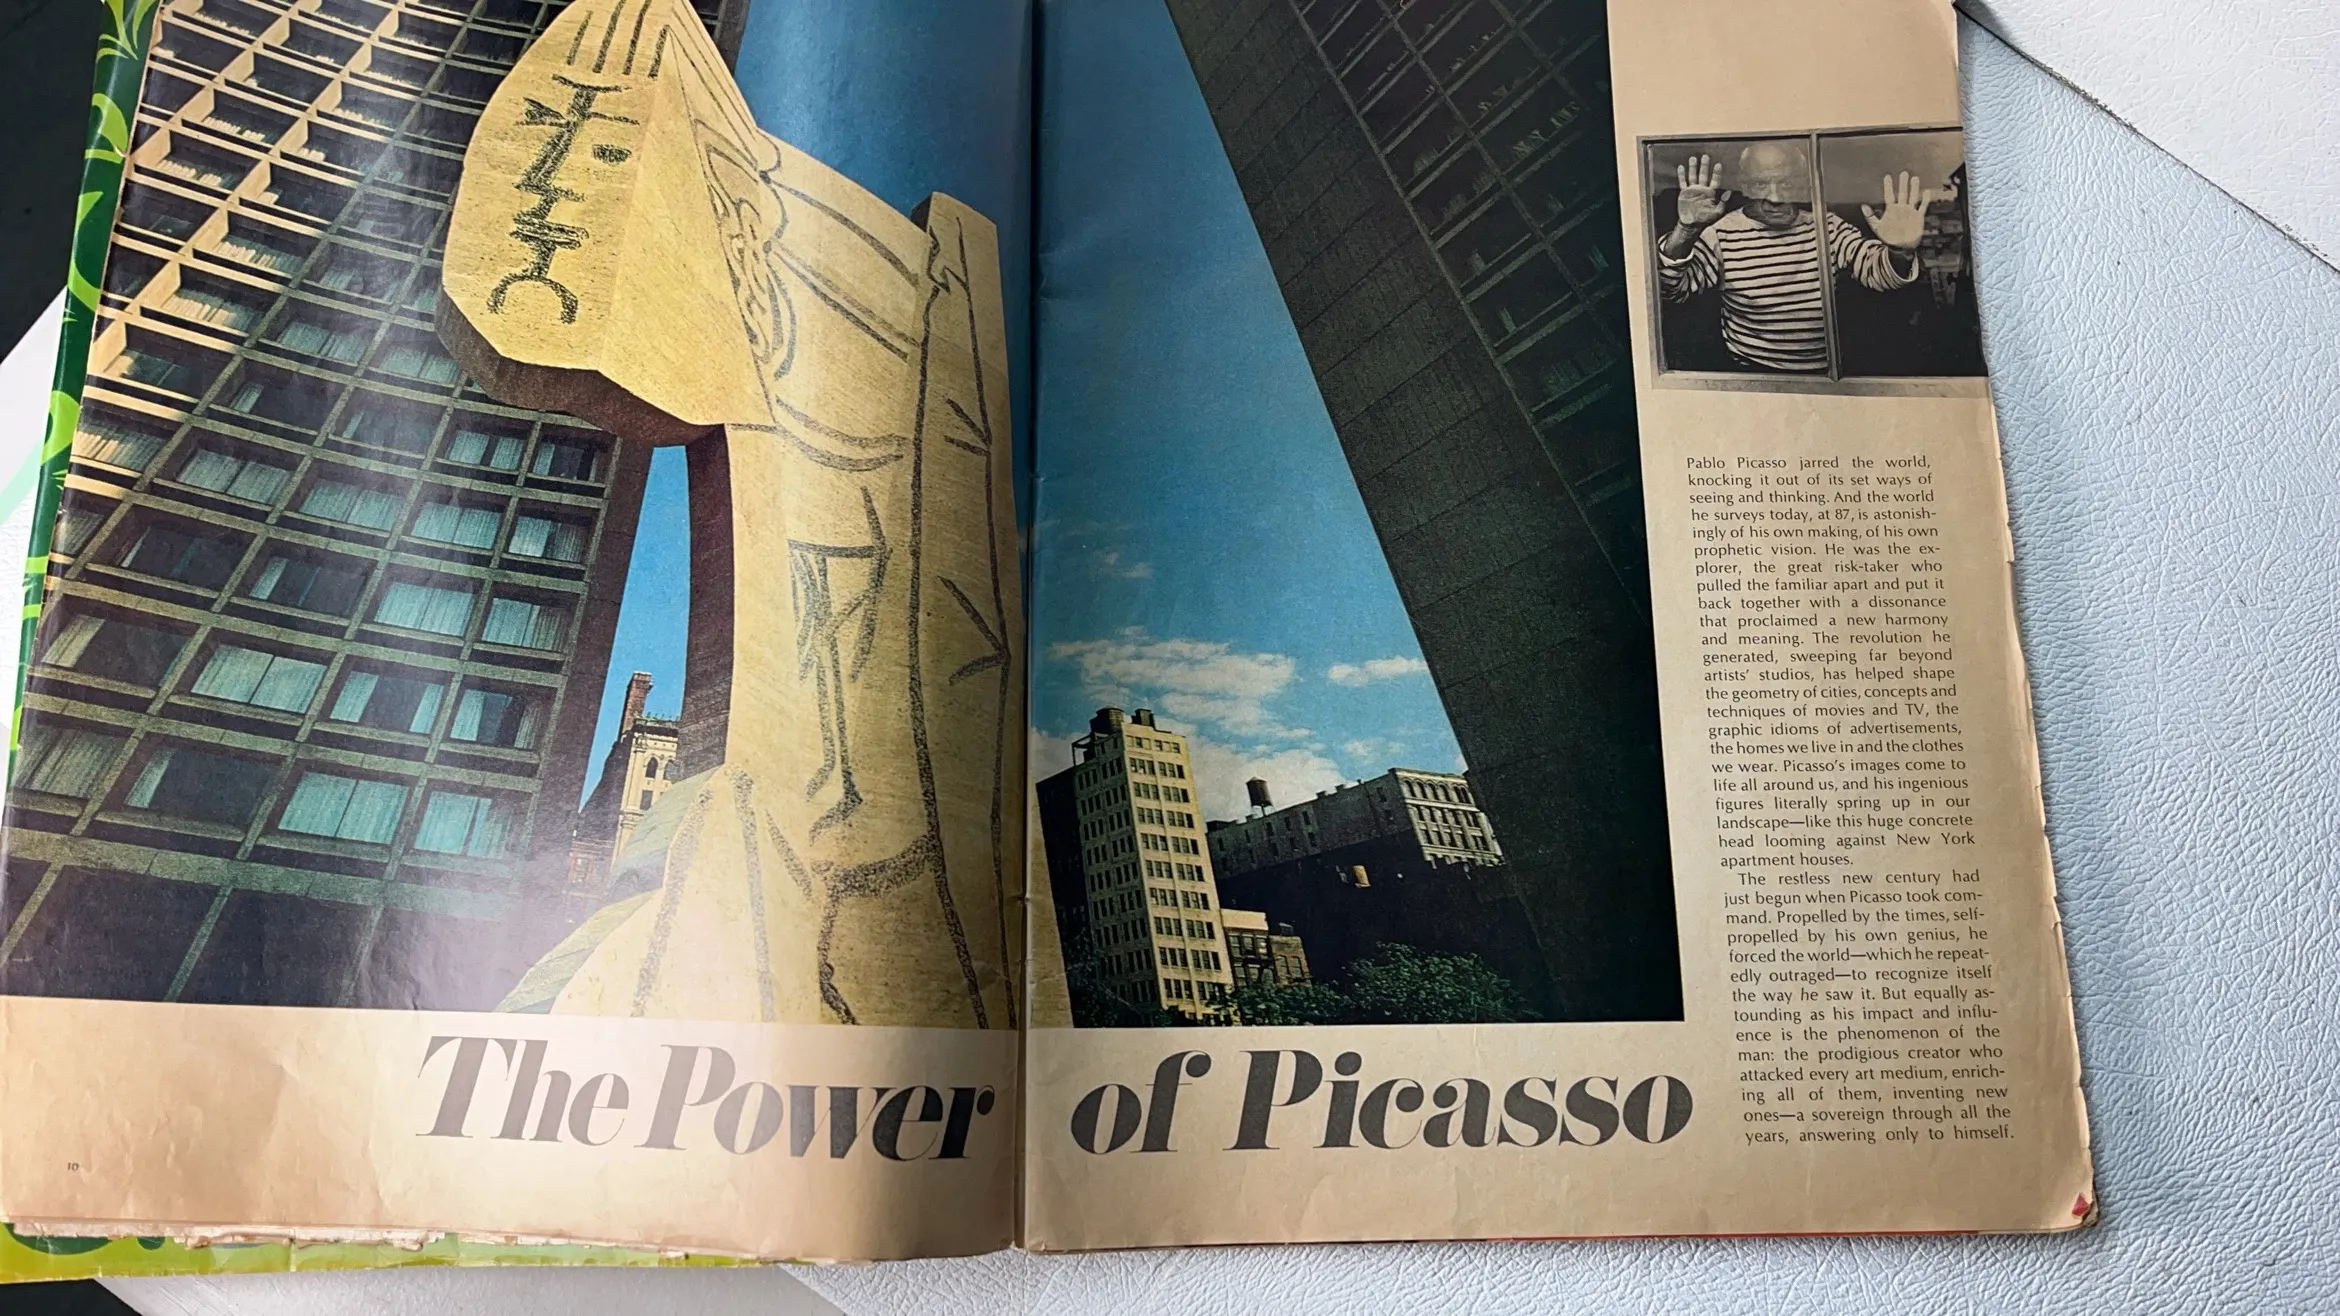 The Power of Picasso
10
Pablo Picasso jarred the world,
knocking it out of its set ways of
seeing and thinking. And the world
he surveys today, at 87, is astonish-
ingly of his own making, of his own
prophetic vision. He was the ex-
plorer, the great risk-taker who
pulled the familiar apart and put it
back together with a dissonance
that proclaimed a new harmony
and meaning. The revolution he
generated, sweeping far beyond
artists' studios, has helped shape
the geometry of cities, concepts and
techniques of movies and TV, the
graphic idioms of advertisements,
the homes we live in and the clothes
we wear. Picasso's images come to
life all around us, and his ingenious
figures literally spring up in our
landscape—like this huge concrete
head looming against New York
apartment houses.
The restless new century had
just begun when Picasso took com-
mand. Propelled by the times, self-
propelled by his own genius, he
forced the world—which he repeat-
edly outraged—to recognize itself
the way he saw it. But equally as-
tounding as his impact and influ-
ence is the phenomenon of the
man: the prodigious creator who
attacked every art medium, enrich-
ing all of them, inventing new
ones—a sovereign through all the
years, answering only to himself.